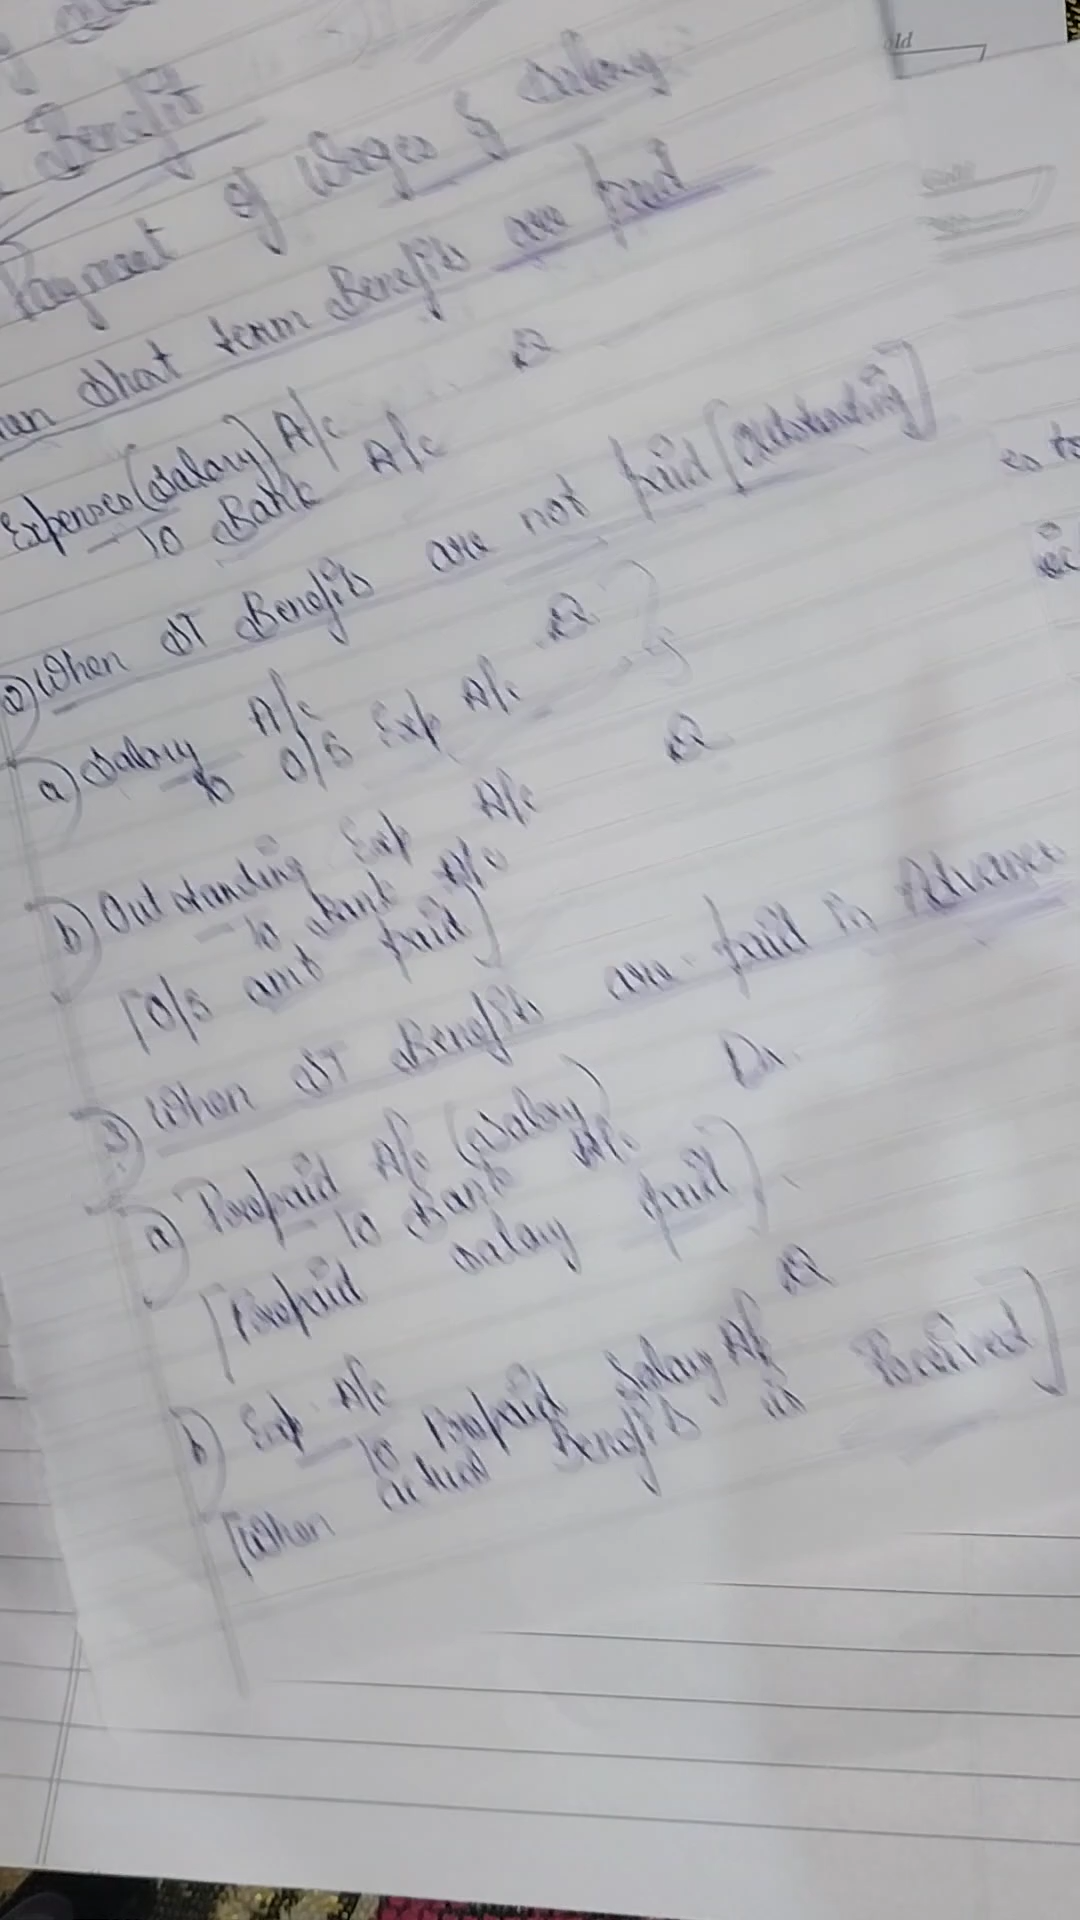 old
Benefit
Payment of Wages & Salary
Short term Benefits are paid
Expenses (Salary) A/c Dr
To Bank A/c
2) When ST Benefits are not paid [Outstanding]
a) Salary A/c Dr
To O/S Exp A/c
b) Outstanding Exp A/c Dr
To Bank A/c
[O/S amt paid]
3) When ST Benefits are paid in Advance
a) Prepaid A/c (Salary) Dr.
To Bank A/c
[Prepaid salary paid]
b) Exp A/c Dr
To Prepaid Salary A/c
[When actual Benefits is Received]